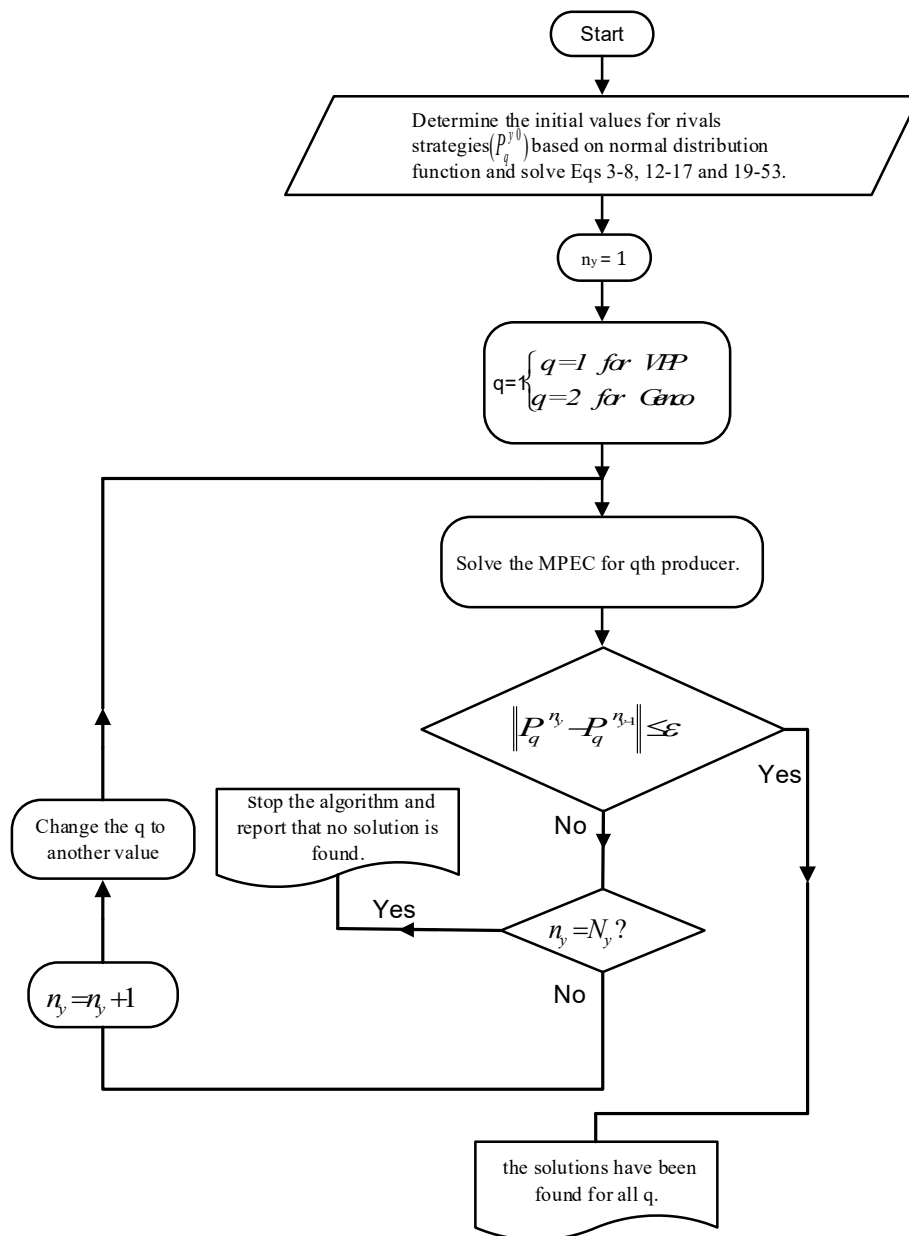 Start
Determine the initial values for rivals
strategies(P_q^{y0}) based on normal distribution
function and solve Eqs 3-8, 12-17 and 19-53.
n_y = 1
q=1 { q=1 for VPP
q=2 for Genco
Solve the MPEC for qth producer.
‖P_q^{n_y} − P_q^{n_{y-1}}‖ ≤ ε
Yes
No
Stop the algorithm and
report that no solution is
found.
Yes
n_y = N_y ?
No
Change the q to
another value
n_y = n_y +1
the solutions have been
found for all q.